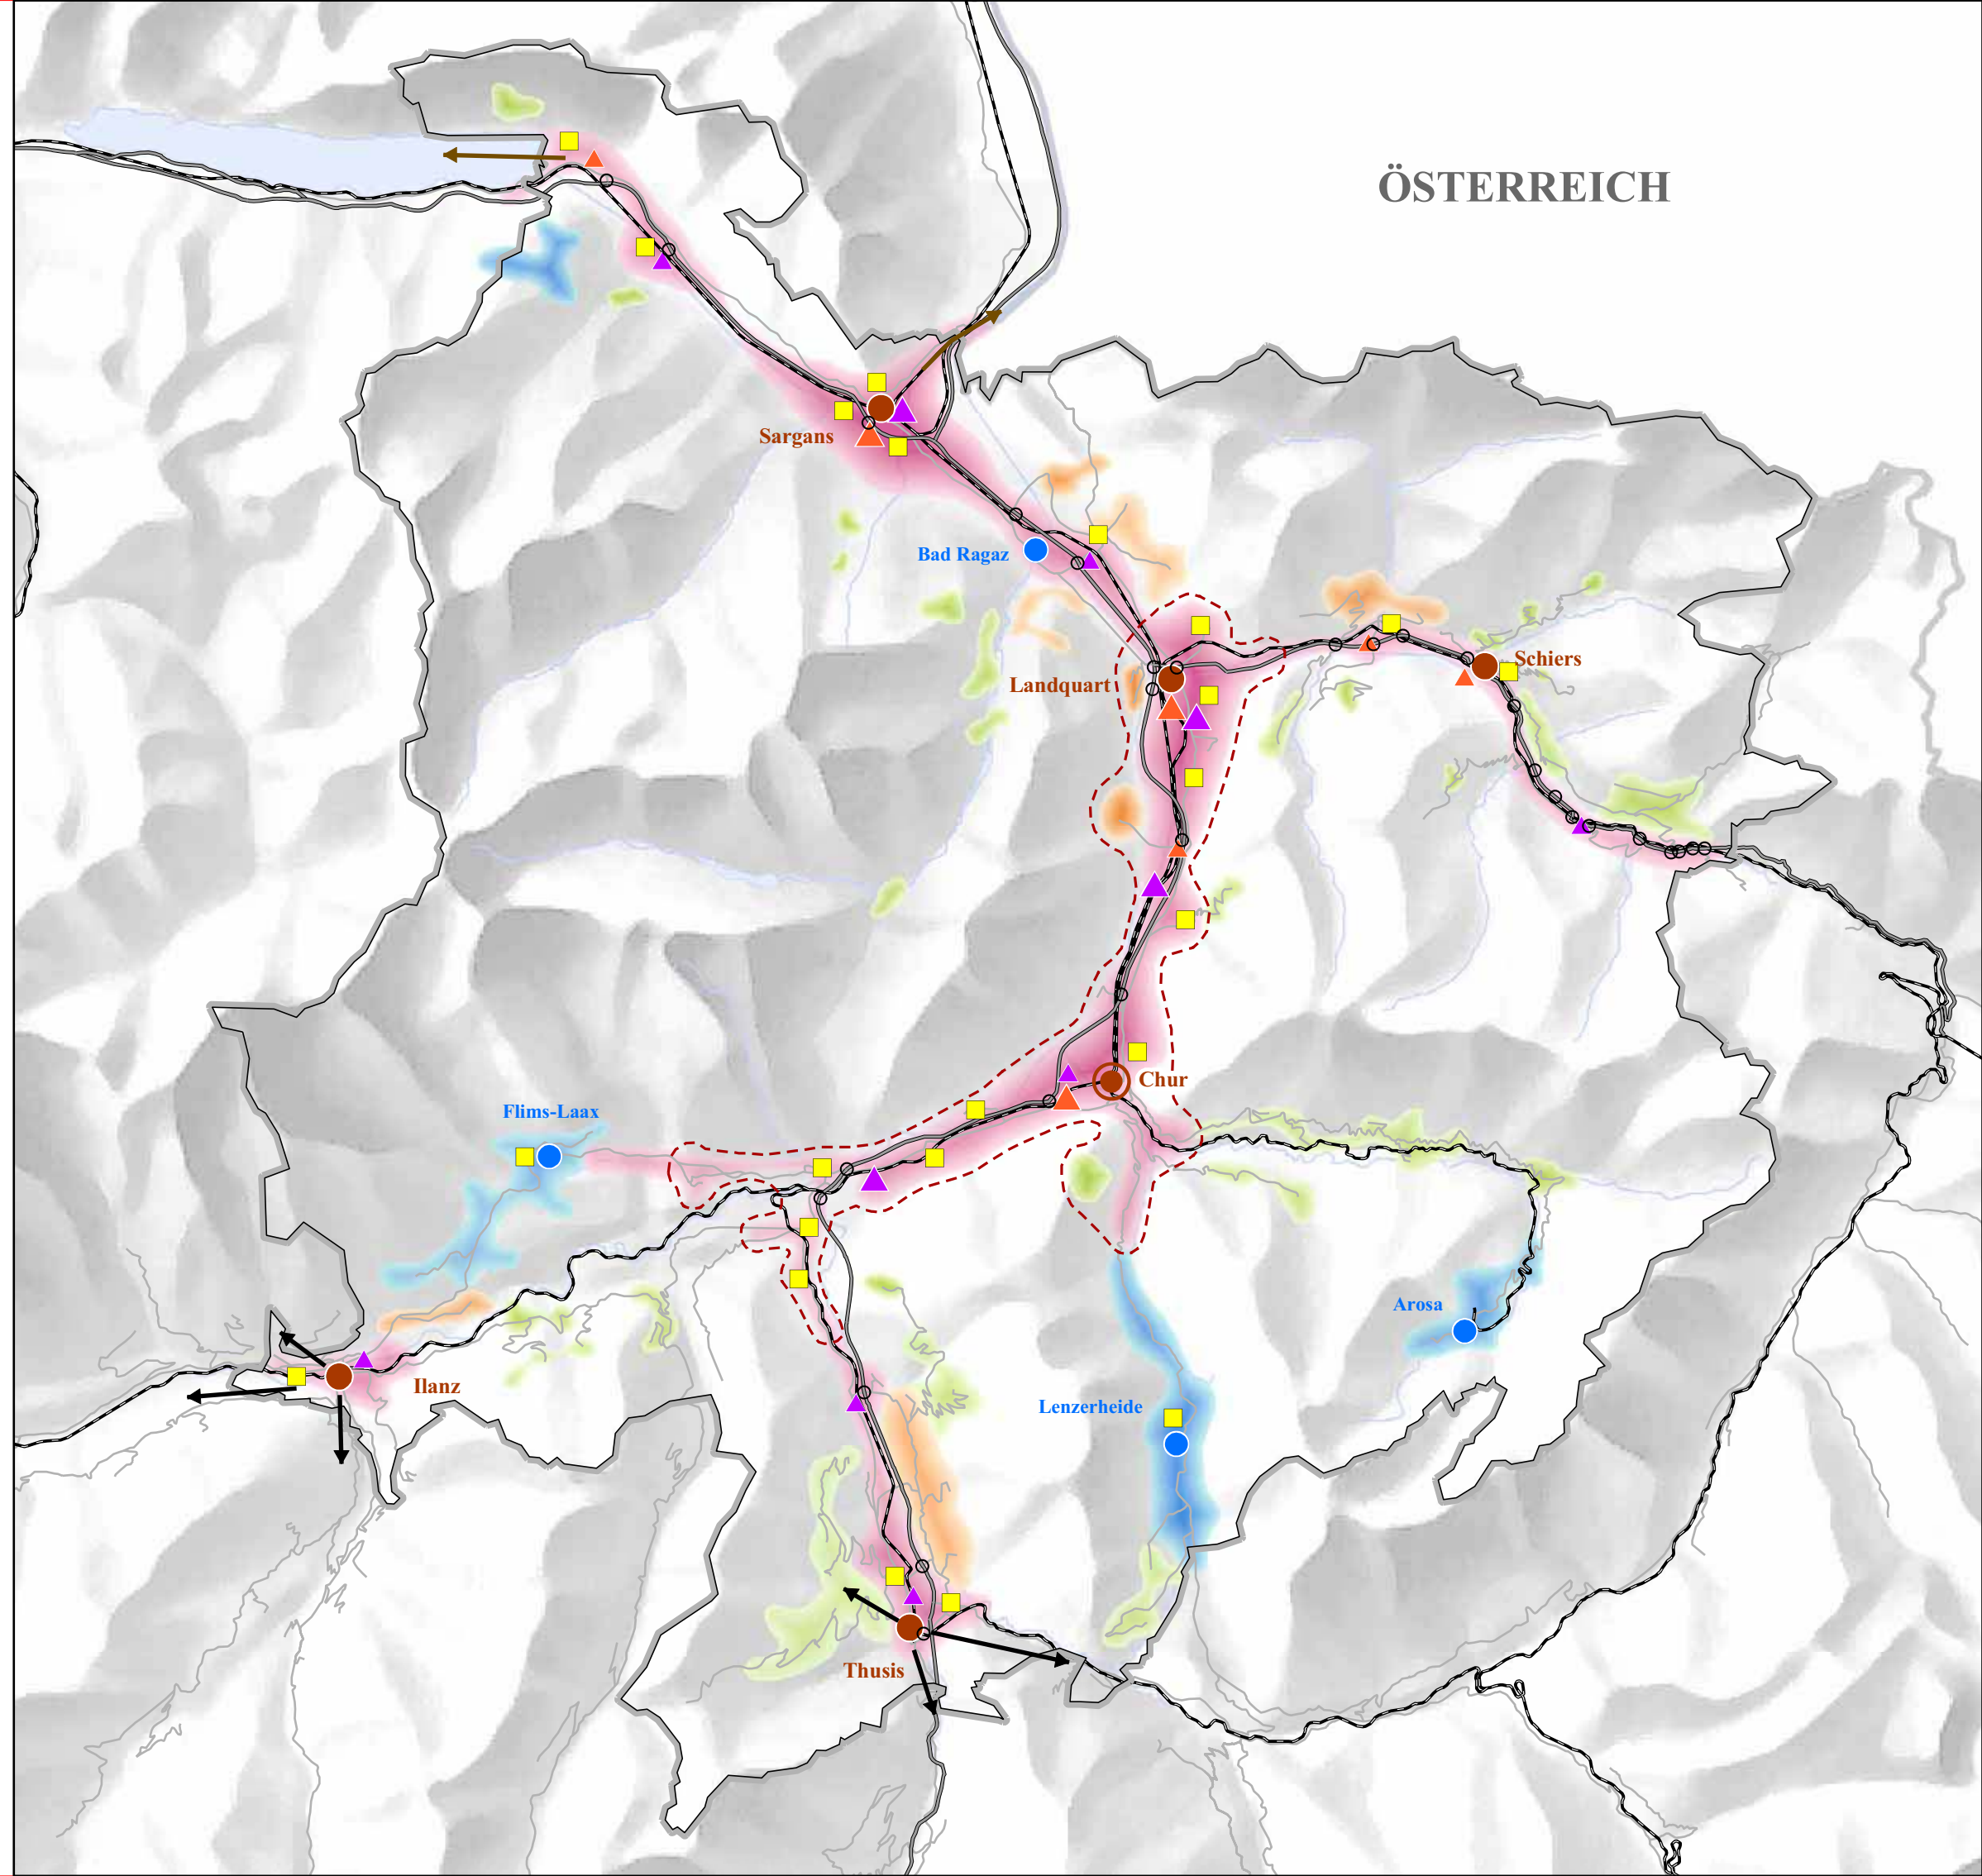 ÖSTERREICH
Sargans
Bad Ragaz
Schiers
Landquart
Chur
Flims-Laax
Arosa
Ilanz
Lenzerheide
Thusis